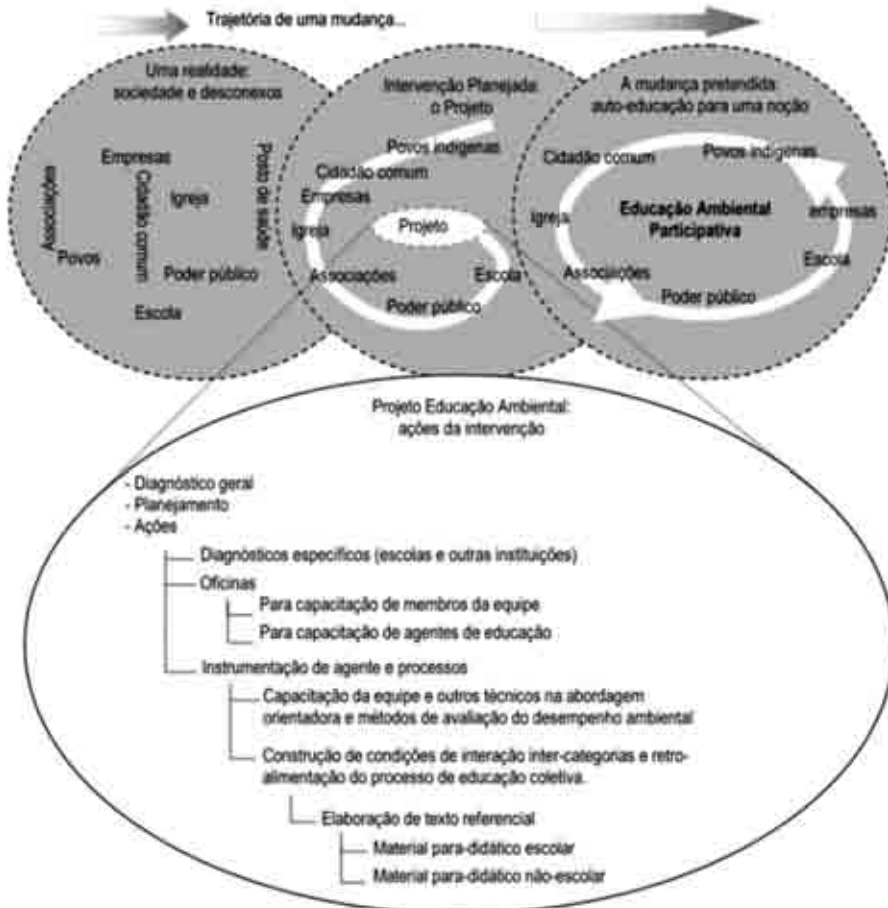 Trajetória de uma mudança...
Uma realidade:
sociedade e desconexos
Empresas
Associações
Cidadão comum
Igreja
Posto de saúde
Povos
Poder público
Escola
Intervenção Planejada:
o Projeto
Povos indígenas
Cidadão comum
Empresas
Igreja
Projeto
Associações
Escola
Poder público
A mudança pretendida:
auto-educação para uma noção
Cidadão comum
Povos indígenas
Igreja
Educação Ambiental
Participativa
empresas
Associações
Escola
Poder público
Projeto Educação Ambiental:
ações da intervenção
- Diagnóstico geral
- Planejamento
- Ações
Diagnósticos específicos (escolas e outras instituições)
Oficinas
Para capacitação de membros da equipe
Para capacitação de agentes de educação
Instrumentação de agente e processos
Capacitação da equipe e outros técnicos na abordagem
orientadora e métodos de avaliação do desempenho ambiental
Construção de condições de interação inter-categorias e retro-
alimentação do processo de educação coletiva.
Elaboração de texto referencial
Material para-didático escolar
Material para-didático não-escolar